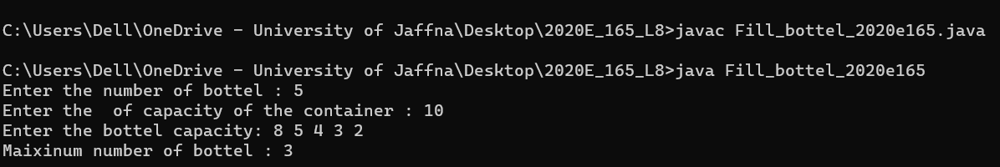 C:\Users\Dell\OneDrive - University of Jaffna\Desktop\2020E_165_L8>javac Fill_bottel_2020e165.java
C:\Users\Dell\OneDrive - University of Jaffna\Desktop\2020E_165_L8>java Fill_bottel_2020e165
Enter the number of bottel : 5
Enter the  of capacity of the container : 10
Enter the bottel capacity: 8 5 4 3 2
Maixinum number of bottel : 3